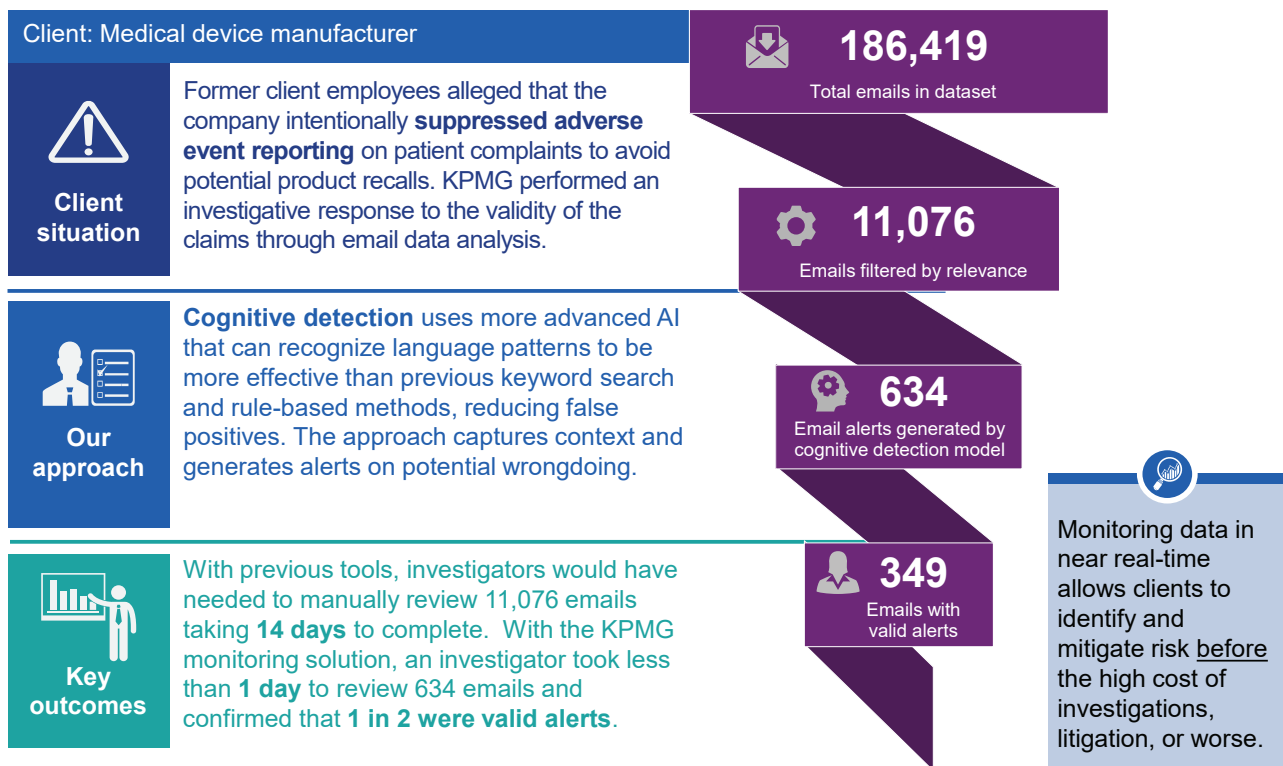 Client: Medical device manufacturer
Client
situation
Former client employees alleged that the
company intentionally suppressed adverse
event reporting on patient complaints to avoid
potential product recalls. KPMG performed an
investigative response to the validity of the
claims through email data analysis.
Our
approach
Cognitive detection uses more advanced AI
that can recognize language patterns to be
more effective than previous keyword search
and rule-based methods, reducing false
positives. The approach captures context and
generates alerts on potential wrongdoing.
Key
outcomes
With previous tools, investigators would have
needed to manually review 11,076 emails
taking 14 days to complete.  With the KPMG
monitoring solution, an investigator took less
than 1 day to review 634 emails and
confirmed that 1 in 2 were valid alerts.
186,419
Total emails in dataset
11,076
Emails filtered by relevance
634
Email alerts generated by
cognitive detection model
349
Emails with
valid alerts
Monitoring data in
near real-time
allows clients to
identify and
mitigate risk before
the high cost of
investigations,
litigation, or worse.